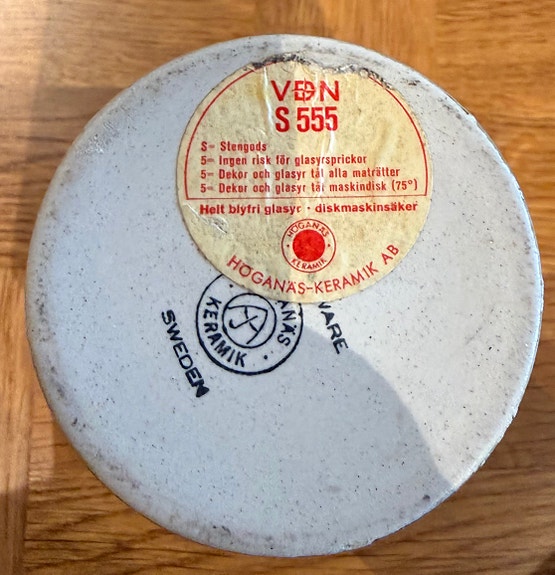 VDN
S 555
S= Stengods
5= Ingen risk för glasyrsprickor
5= Dekor och glasyr tål alla maträtter
5= Dekor och glasyr tål maskindisk (75°)
Helt blyfri glasyr · diskmaskinsäker
HÖGANÄS
KERAMIK
HÖGANÄS-KERAMIK AB
ANÄS
KERAMIK
WARE
SWEDEN